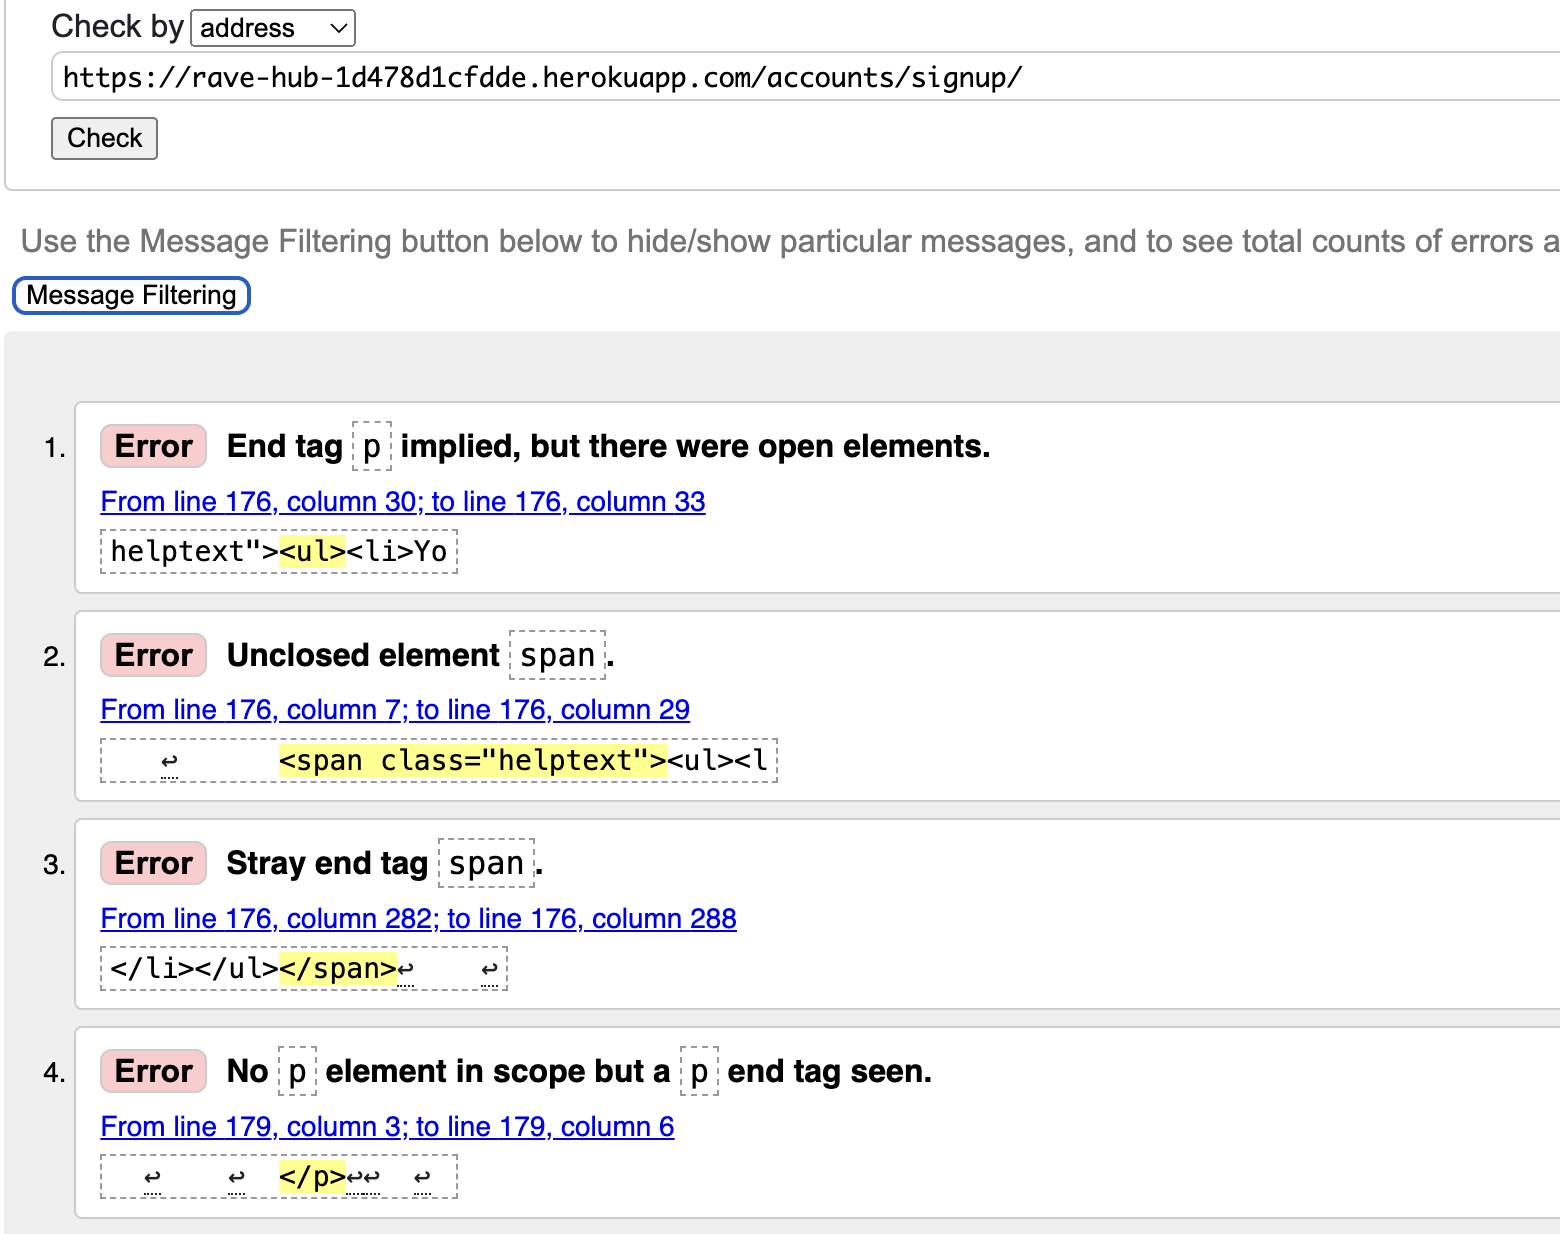 Check by address
https://rave-hub-1d478d1cfdde.herokuapp.com/accounts/signup/
Check
Use the Message Filtering button below to hide/show particular messages, and to see total counts of errors a
Message Filtering
1. Error End tag p implied, but there were open elements.
From line 176, column 30; to line 176, column 33
helptext"><ul><li>Yo
2. Error Unclosed element span.
From line 176, column 7; to line 176, column 29
↩ <span class="helptext"><ul><l
3. Error Stray end tag span.
From line 176, column 282; to line 176, column 288
</li></ul></span>↩ ↩
4. Error No p element in scope but a p end tag seen.
From line 179, column 3; to line 179, column 6
↩ ↩ </p>↩↩ ↩